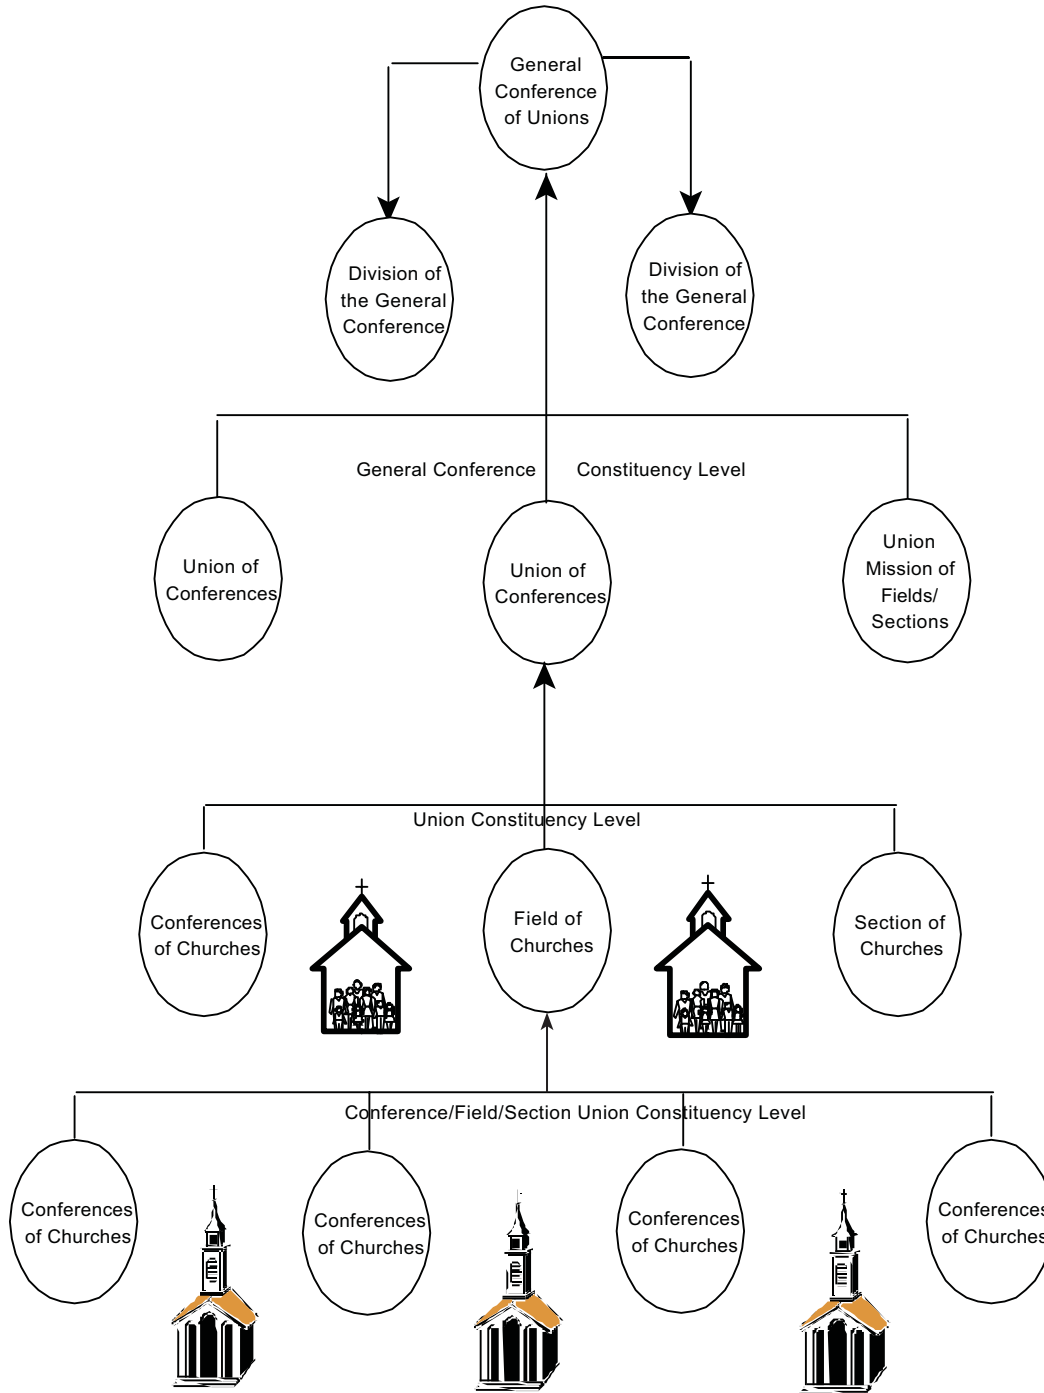 General
Conference
of Unions
Division of
the General
Conference
Division of
the General
Conference
General Conference Constituency Level
Union of
Conferences
Union of
Conferences
Union
Mission of
Fields/
Sections
Union Constituency Level
Conferences
of Churches
Field of
Churches
Section of
Churches
Conference/Field/Section Union Constituency Level
Conferences
of Churches
Conferences
of Churches
Conferences
of Churches
Conferences
of Churches